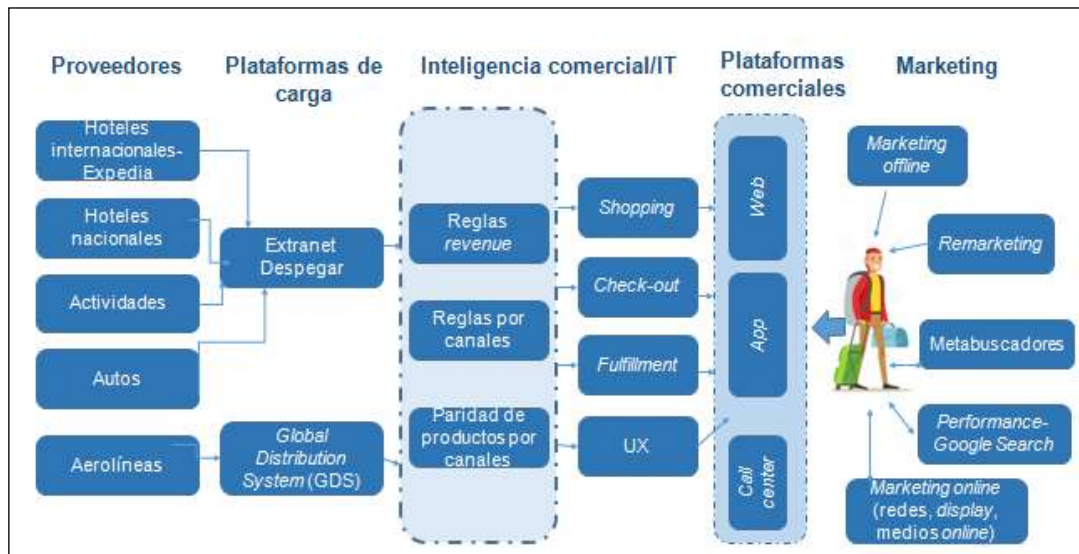 Proveedores
Plataformas de
carga
Inteligencia comercial/IT
Plataformas
comerciales
Marketing
Hoteles
internacionales-
Expedia
Hoteles
nacionales
Actividades
Autos
Aerolíneas
Extranet
Despegar
Global
Distribution
System (GDS)
Reglas
revenue
Reglas por
canales
Paridad de
productos por
canales
Shopping
Check-out
Fulfillment
UX
Web
App
Call
center
Marketing
offline
Remarketing
Metabuscadores
Performance-
Google Search
Marketing online
(redes, display,
medios online)